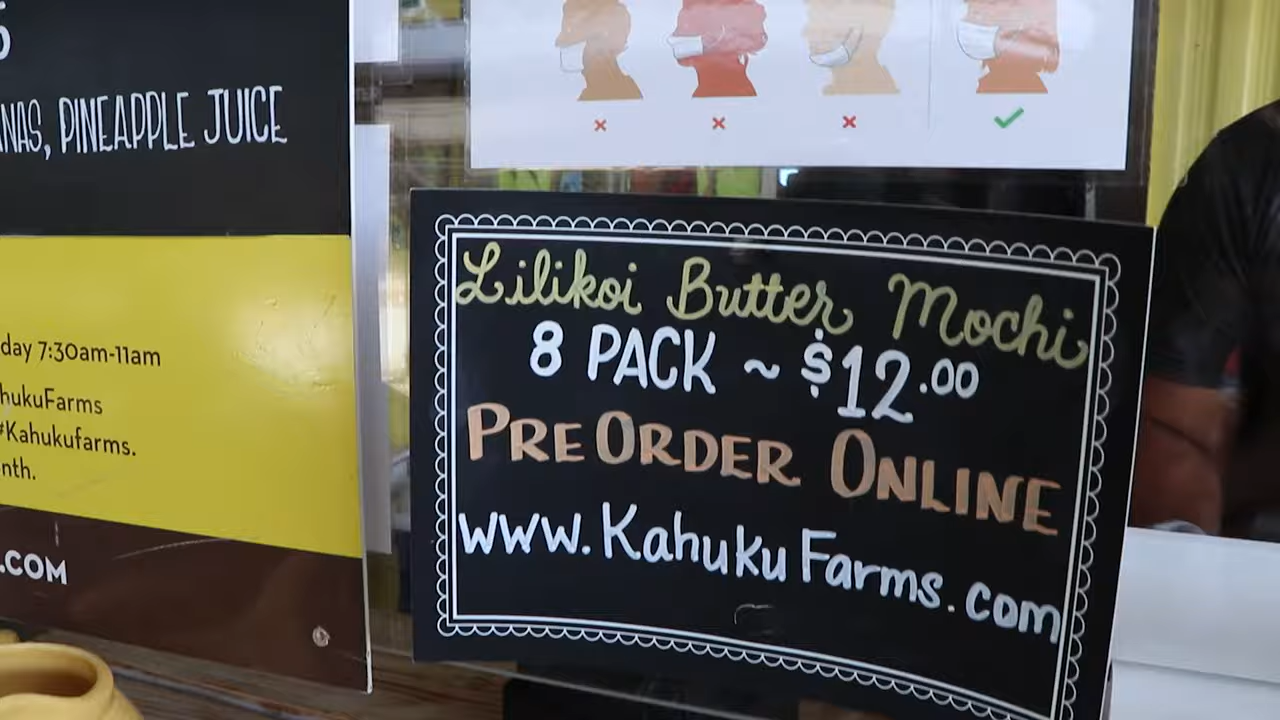 PINEAPPLE JUICE
day 7:30am-11am
hukuFarms
#Kahukufarms.
nth.
.COM
Lilikoi Butter Mochi
8 PACK ~ $12.00
PREORDER ONLINE
www.KahukuFarms.com